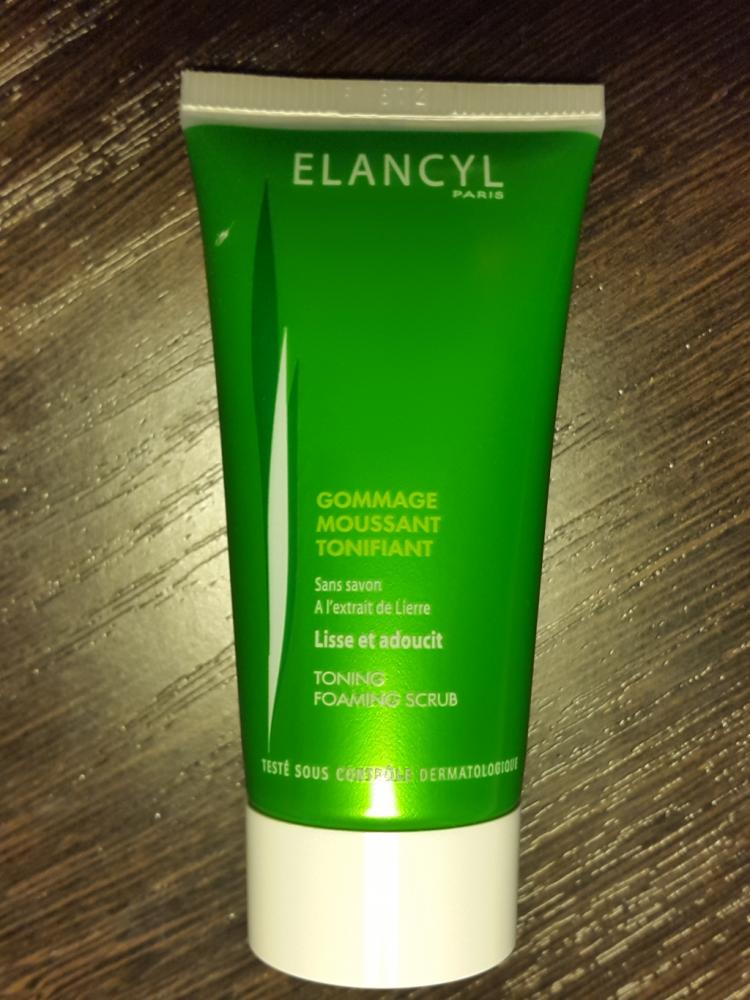 ELANCYL
PARIS
GOMMAGE
MOUSSANT
TONIFIANT
Sans savon
A l'extrait de Lierre
Lisse et adoucit
TONING
FOAMING SCRUB
TESTÉ SOUS CONTRÔLE DERMATOLOGIQUE